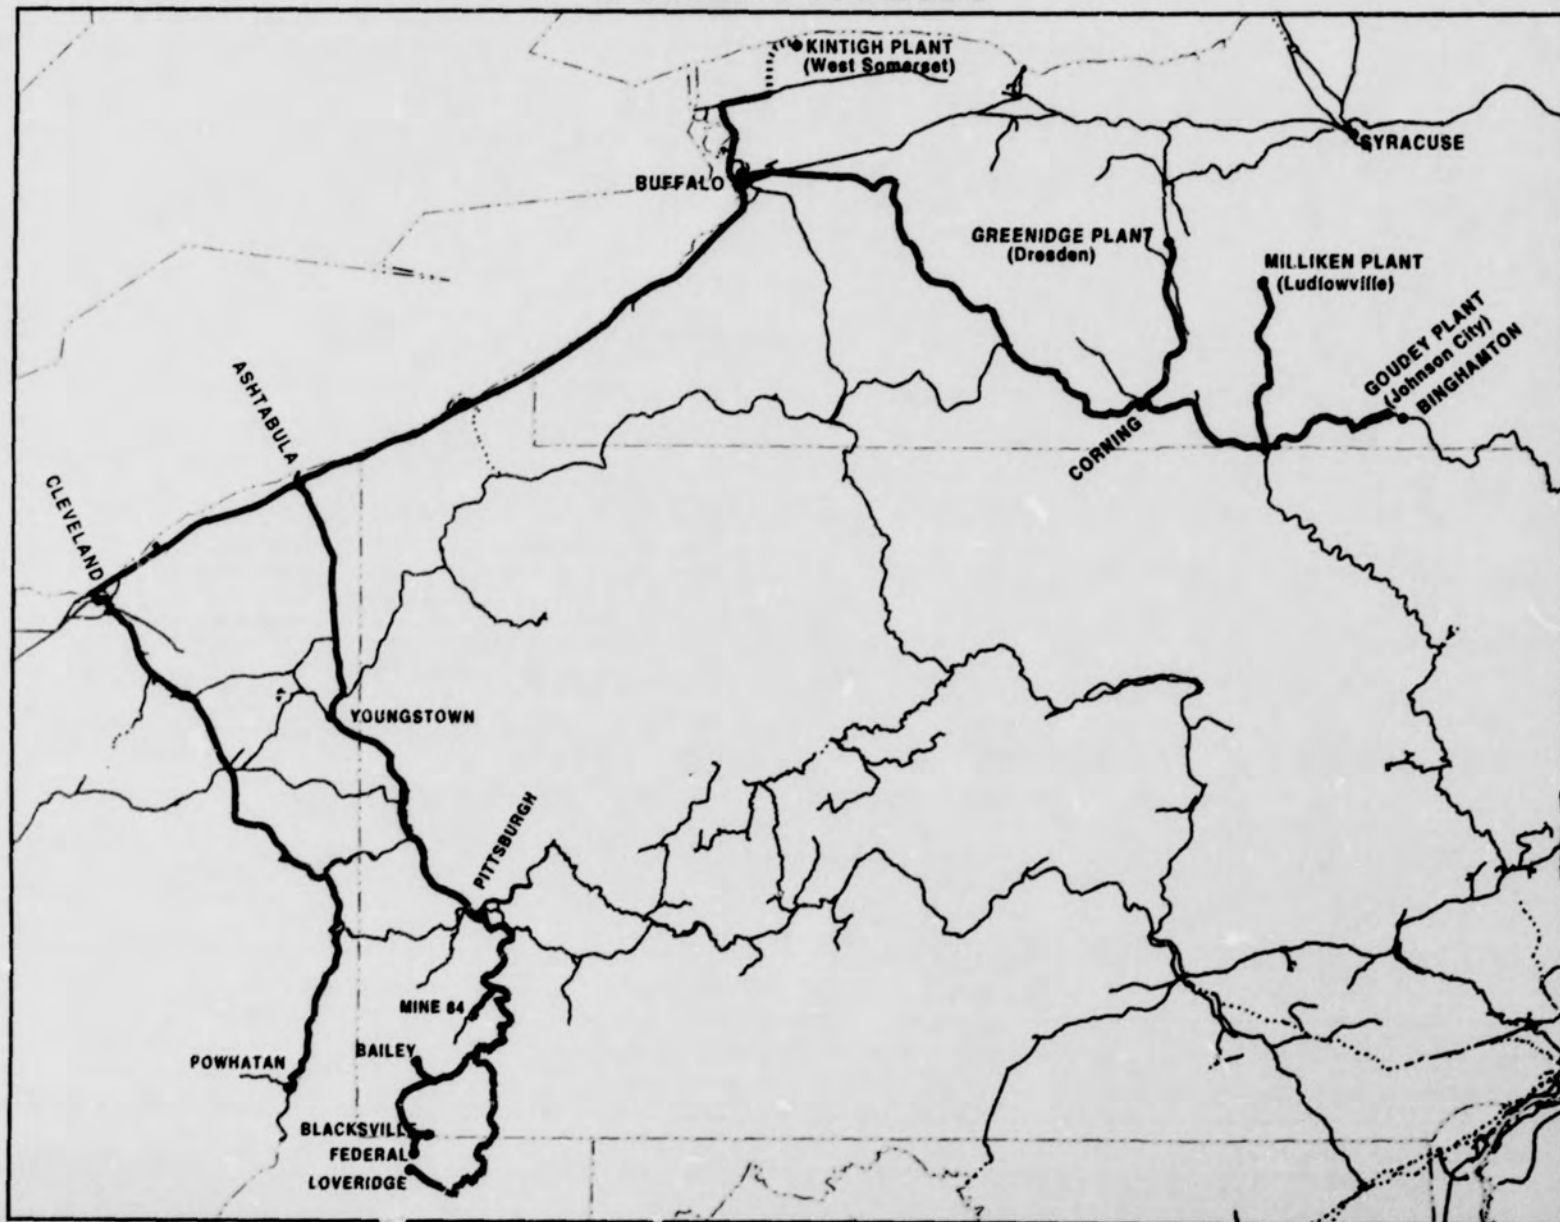 KINTIGH PLANT
(West Somerset)
SYRACUSE
BUFFALO
GREENIDGE PLANT
(Dresden)
MILLIKEN PLANT
(Ludlowville)
GOUDEY PLANT
(Johnson City)
BINGHAMTON
ASHTABULA
CORNING
CLEVELAND
YOUNGSTOWN
PITTSBURGH
MINE 84
BAILEY
POWHATAN
BLACKSVILLE
FEDERAL
LOVERIDGE